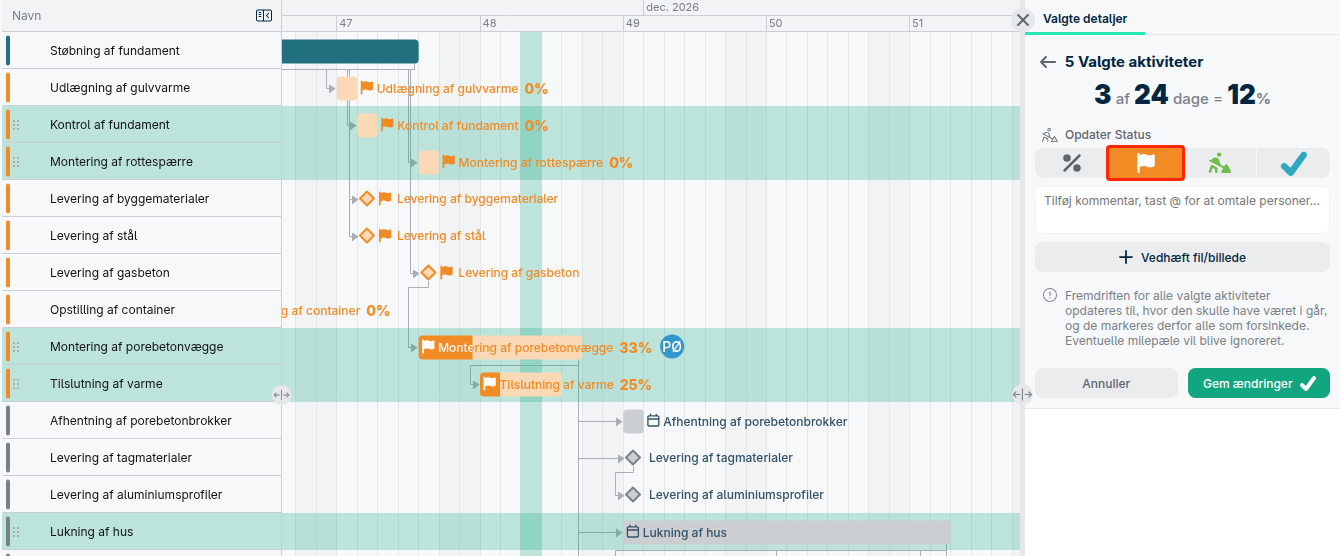 Navn
dec. 2026
47
48
49
50
51
Støbning af fundament
Udlægning af gulvvarme
Udlægning af gulvvarme 0%
Kontrol af fundament
Kontrol af fundament 0%
Montering af rottespærre
Montering af rottespærre 0%
Levering af byggematerialer
Levering af byggematerialer
Levering af stål
Levering af stål
Levering af gasbeton
Levering af gasbeton
Opstilling af container
g af container 0%
Montering af porebetonvægge
Montering af porebetonvægge 33% PØ
Tilslutning af varme
Tilslutning af varme 25%
Afhentning af porebetonbrokker
Afhentning af porebetonbrokker
Levering af tagmaterialer
Levering af tagmaterialer
Levering af aluminiumsprofiler
Levering af aluminiumsprofiler
Lukning af hus
Lukning af hus
Valgte detaljer
5 Valgte aktiviteter
3 af 24 dage = 12%
Opdater Status
Tilføj kommentar, tast @ for at omtale personer...
Vedhæft fil/billede
Fremdriften for alle valgte aktiviteter
opdateres til, hvor den skulle have været i går,
og de markeres derfor alle som forsinkede.
Eventuelle milepæle vil blive ignoreret.
Annuller
Gem ændringer